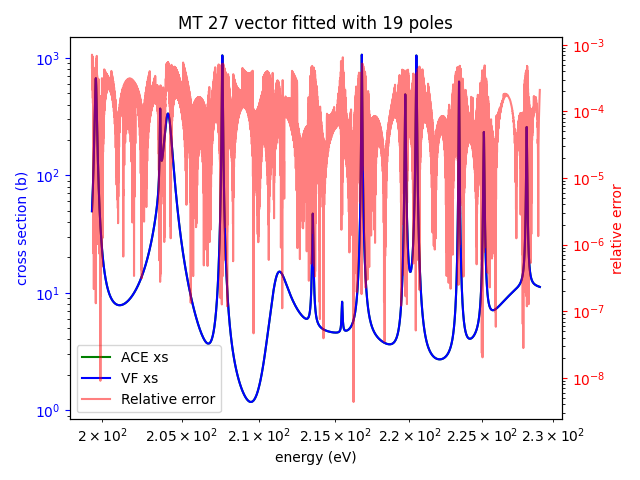 MT 27 vector fitted with 19 poles
10³
10² 
10¹
10⁰
cross section (b)
10⁻³
10⁻⁴
10⁻⁵
10⁻⁶
10⁻⁷
10⁻⁸
relative error
ACE xs
VF xs
Relative error
2 × 10² 2.05 × 10² 2.1 × 10² 2.15 × 10² 2.2 × 10² 2.25 × 10² 2.3 × 10²
energy (eV)